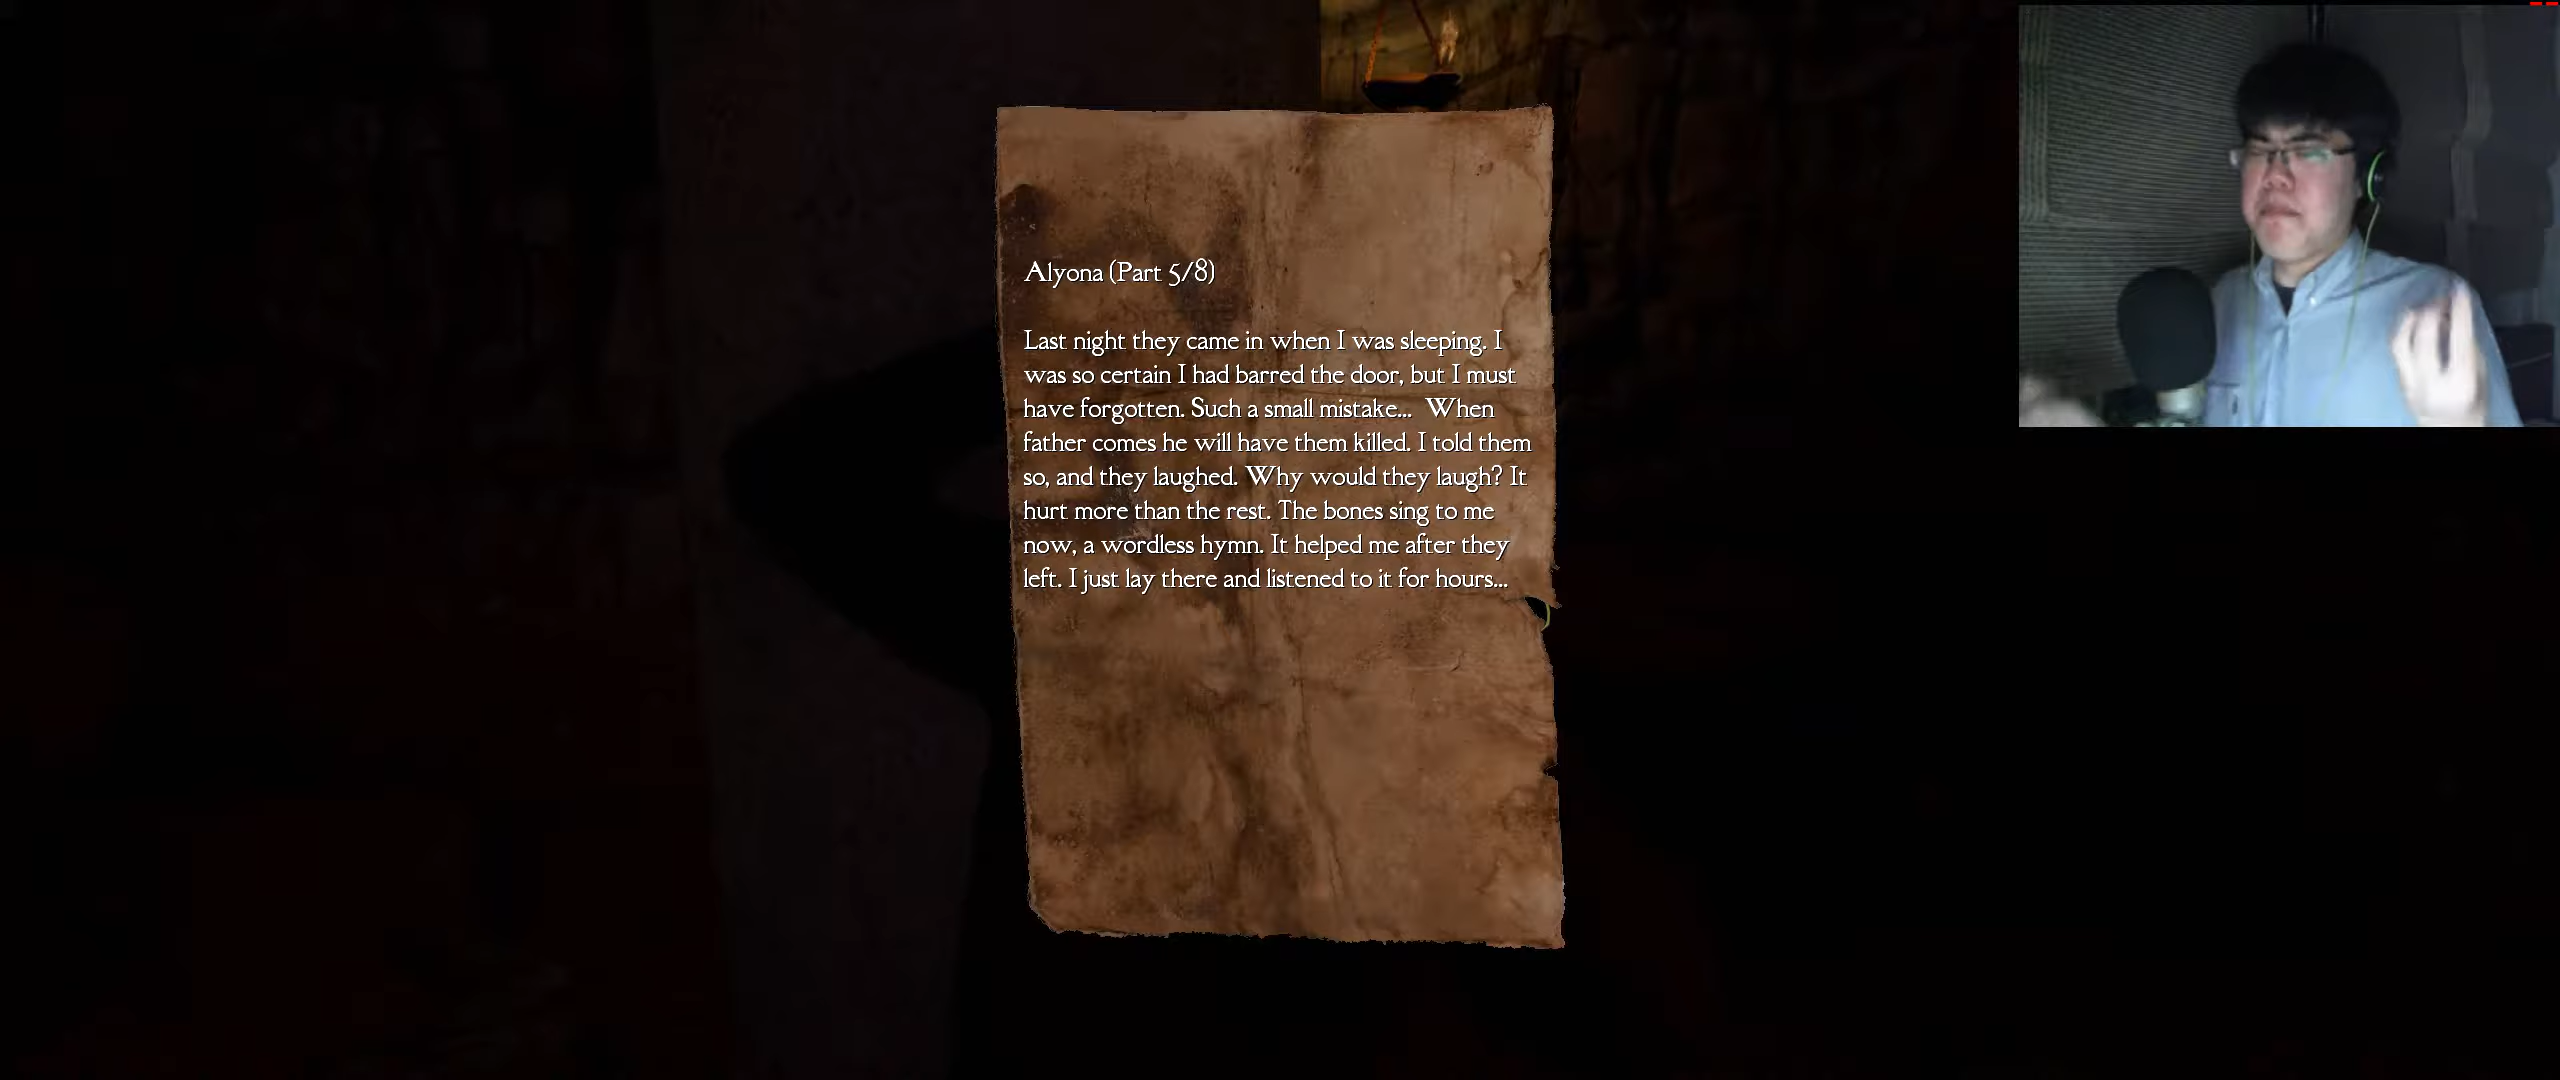 Alyona (Part 5/8)
Last night they came in when I was sleeping. I
was so certain I had barred the door, but I must
have forgotten. Such a small mistake...  When
father comes he will have them killed. I told them
so, and they laughed. Why would they laugh? It
hurt more than the rest. The bones sing to me
now, a wordless hymn. It helped me after they
left. I just lay there and listened to it for hours...